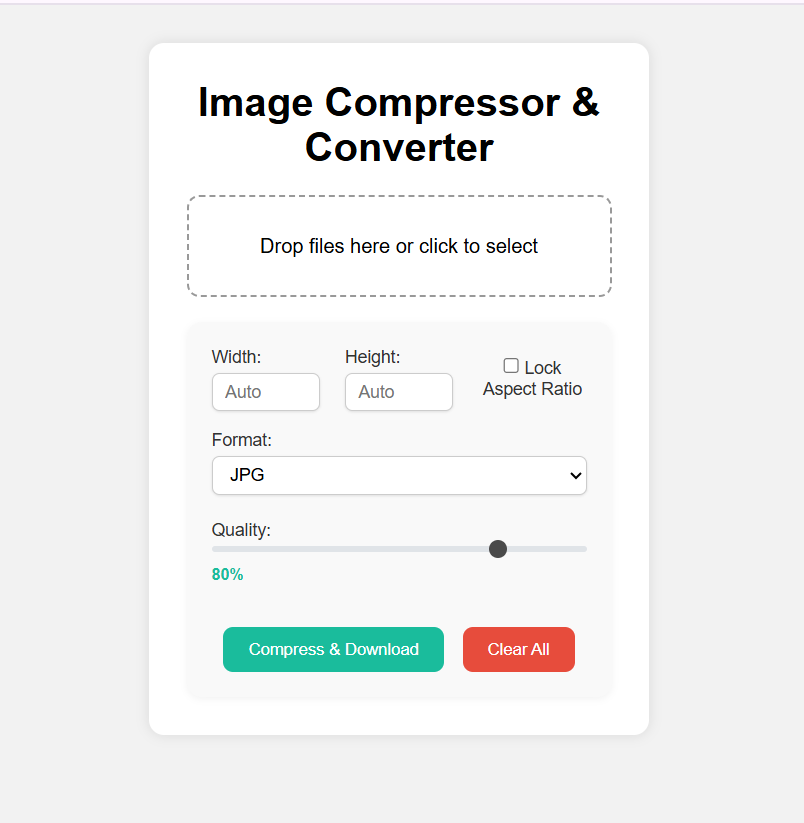 Image Compressor &
Converter
Drop files here or click to select
Width:
Height:
Lock
Aspect Ratio
Auto
Auto
Format:
JPG
Quality:
80%
Compress & Download
Clear All